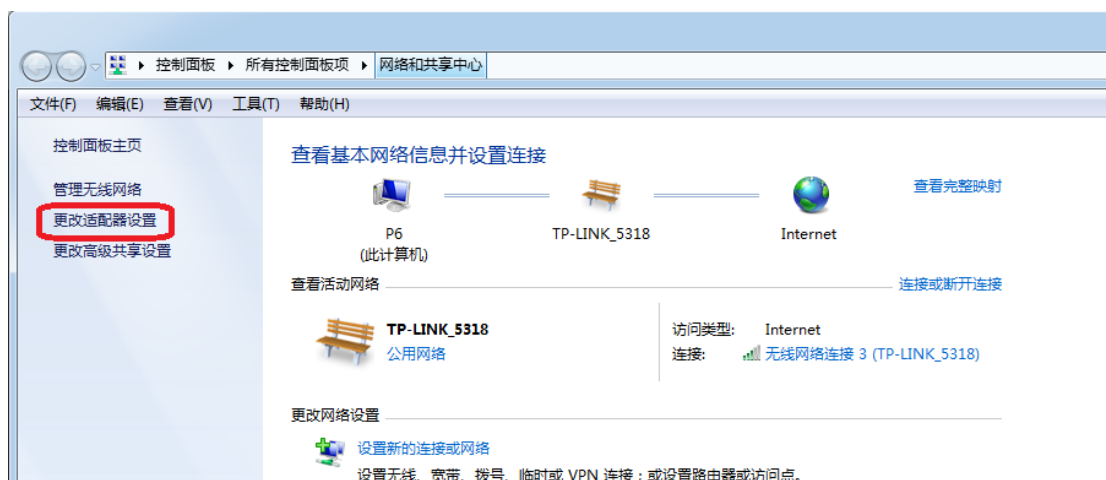 控制面板 所有控制面板项 网络和共享中心
文件(F) 编辑(E) 查看(V) 工具(T) 帮助(H)
控制面板主页
管理无线网络
更改适配器设置
更改高级共享设置
查看基本网络信息并设置连接
查看完整映射
P6 TP-LINK_5318 Internet
(此计算机)
查看活动网络 连接或断开连接
TP-LINK_5318
公用网络
访问类型: Internet
连接: 无线网络连接 3 (TP-LINK_5318)
更改网络设置
设置新的连接或网络
设置无线、宽带、拨号、临时或 VPN 连接；或设置路由器或访问点。